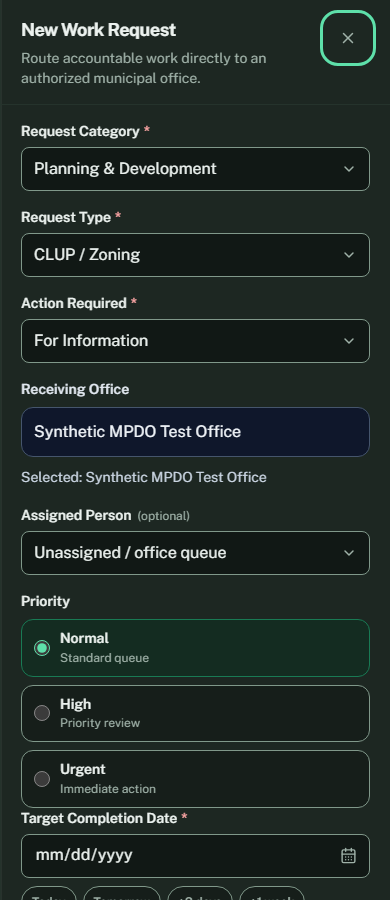 New Work Request
Route accountable work directly to an
authorized municipal office.
Request Category *
Planning & Development
Request Type *
CLUP / Zoning
Action Required *
For Information
Receiving Office
Synthetic MPDO Test Office
Selected: Synthetic MPDO Test Office
Assigned Person (optional)
Unassigned / office queue
Priority
Normal
Standard queue
High
Priority review
Urgent
Immediate action
Target Completion Date *
mm/dd/yyyy
Today Tomorrow